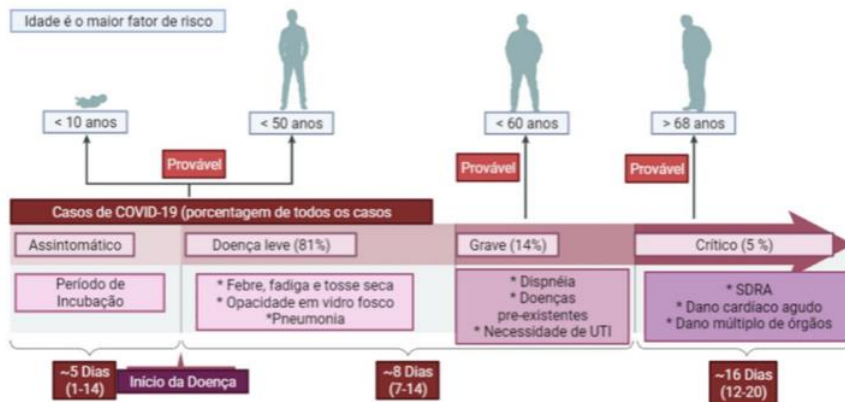 Idade é o maior fator de risco
< 10 anos
< 50 anos
< 60 anos
> 68 anos
Provável
Provável
Provável
Casos de COVID-19 (porcentagem de todos os casos
Assintomático
Doença leve (81%)
Grave (14%)
Crítico (5 %)
Período de
Incubação
* Febre, fadiga e tosse seca
* Opacidade em vidro fosco
*Pneumonia
* Dispnéia
* Doenças
pre-existentes
* Necessidade de UTI
* SDRA
* Dano cardíaco agudo
* Dano múltiplo de órgãos
~5 Dias
(1-14)
Início da Doença
~8 Dias
(7-14)
~16 Dias
(12-20)